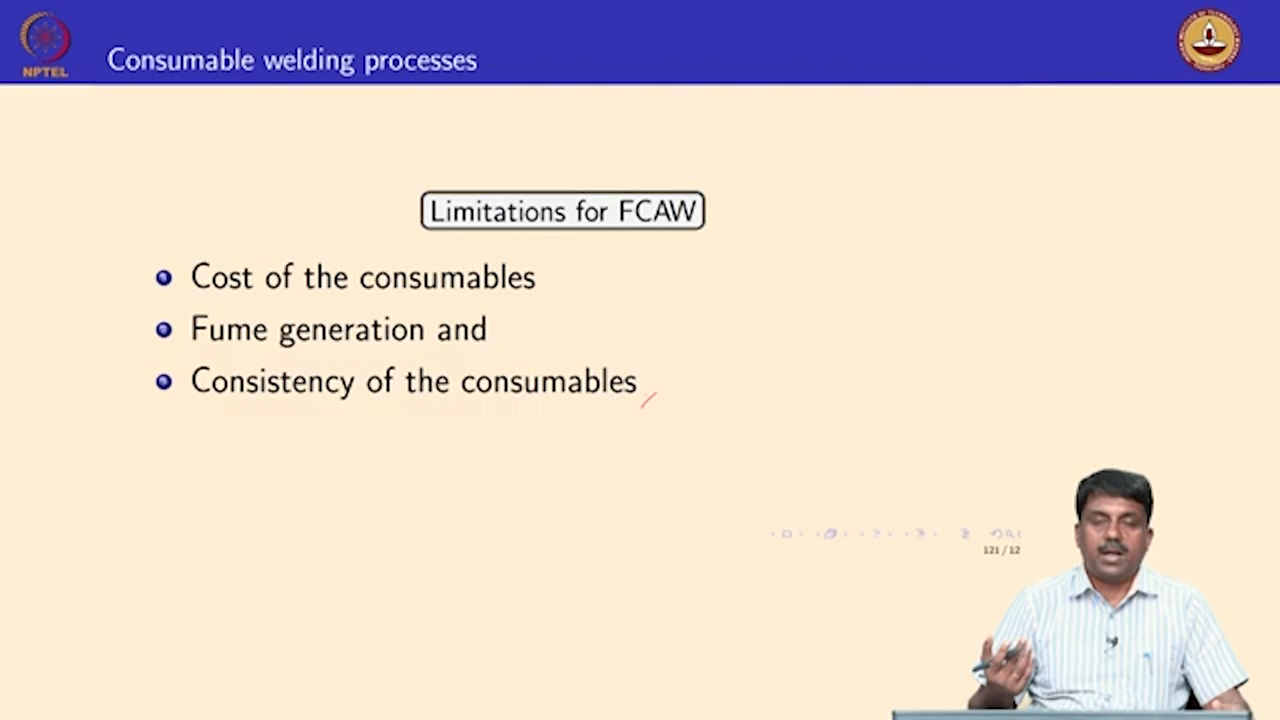 Consumable welding processes
NPTEL
Limitations for FCAW
Cost of the consumables
Fume generation and
Consistency of the consumables
121 / 12